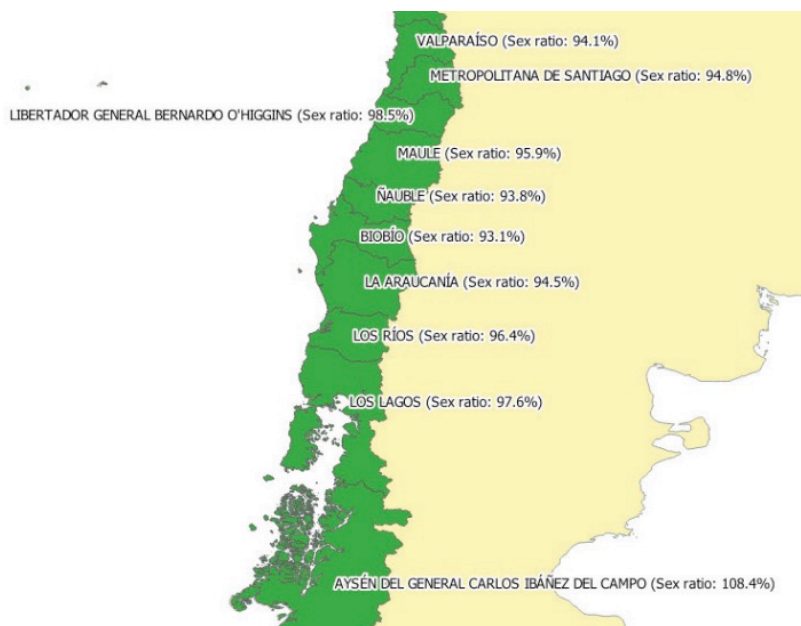 VALPARAÍSO (Sex ratio: 94.1%)
METROPOLITANA DE SANTIAGO (Sex ratio: 94.8%)
LIBERTADOR GENERAL BERNARDO O'HIGGINS (Sex ratio: 98.5%)
MAULE (Sex ratio: 95.9%)
ÑAUBLE (Sex ratio: 93.8%)
BIOBÍO (Sex ratio: 93.1%)
LA ARAUCANÍA (Sex ratio: 94.5%)
LOS RÍOS (Sex ratio: 96.4%)
LOS LAGOS (Sex ratio: 97.6%)
AYSÉN DEL GENERAL CARLOS IBÁÑEZ DEL CAMPO (Sex ratio: 108.4%)